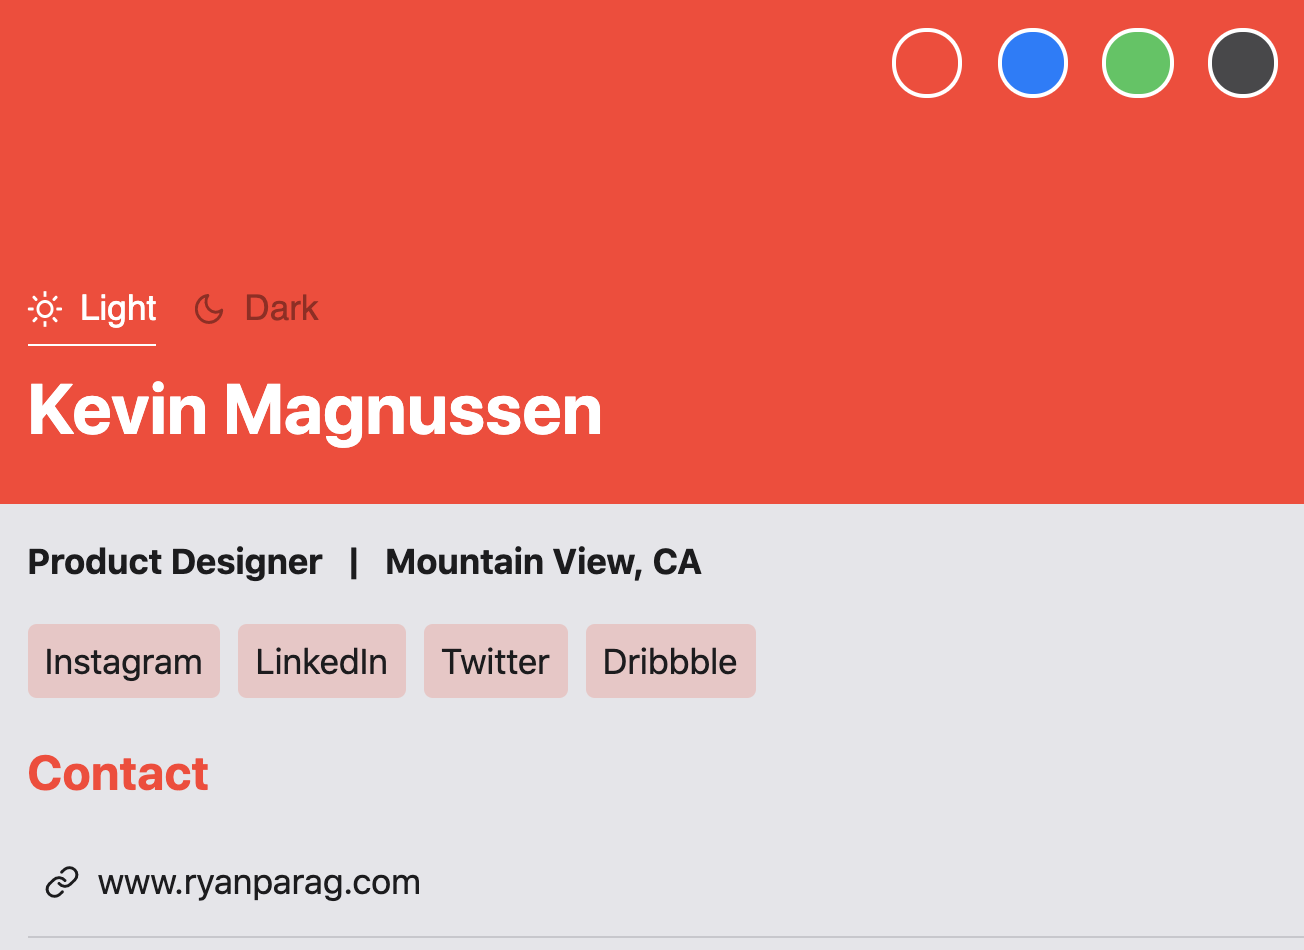 Light Dark
Kevin Magnussen
Product Designer | Mountain View, CA
Instagram LinkedIn Twitter Dribbble
Contact
www.ryanparag.com